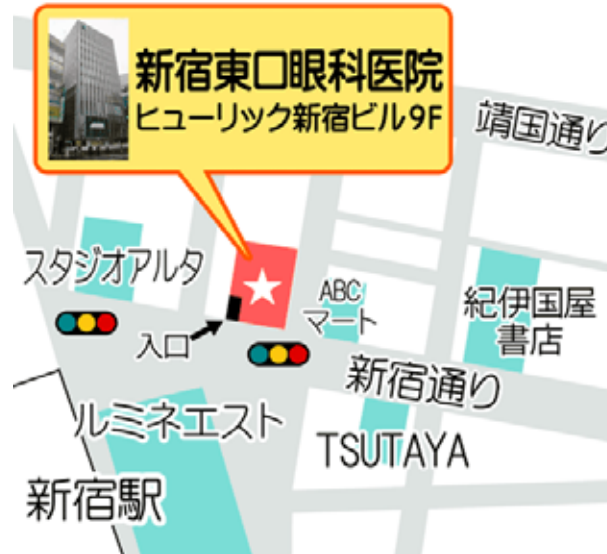 新宿東口眼科医院
ヒューリック新宿ビル9F
靖国通り
スタジオアルタ
ABC
マート
紀伊国屋
書店
入口
新宿通り
ルミネエスト
TSUTAYA
新宿駅